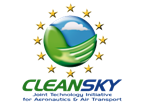 CLEANSKY
Joint Technology Initiative
for Aeronautics & Air Transport